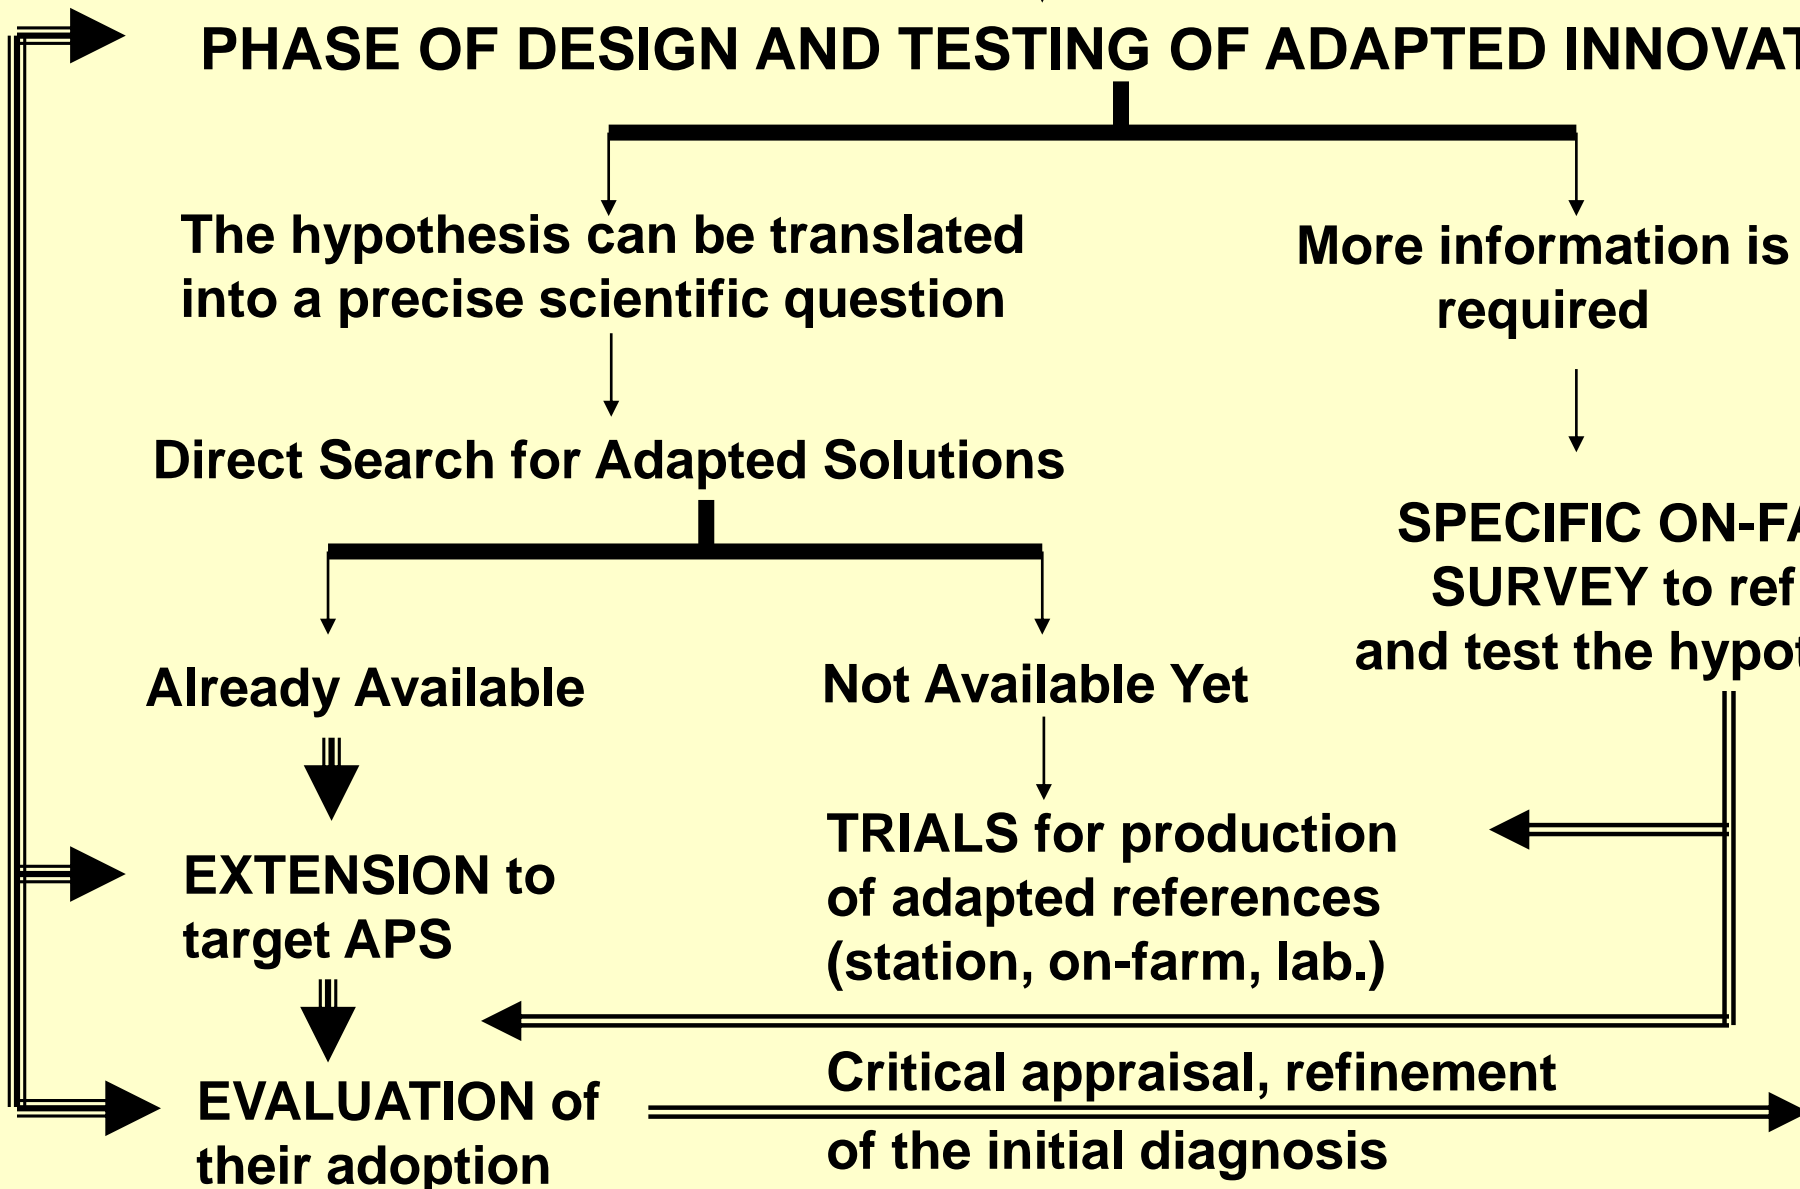 PHASE OF DESIGN AND TESTING OF ADAPTED
The hypothesis can be translated
into a precise scientific question
More information is
required
Direct Search for Adapted Solutions
SPECIFIC
SURVEY to
and test the
Already Available
Not Available Yet
EXTENSION to
target APS
TRIALS for production
of adapted references
(station, on-farm, lab.)
EVALUATION of
their adoption
Critical appraisal, refinement
of the initial diagnosis